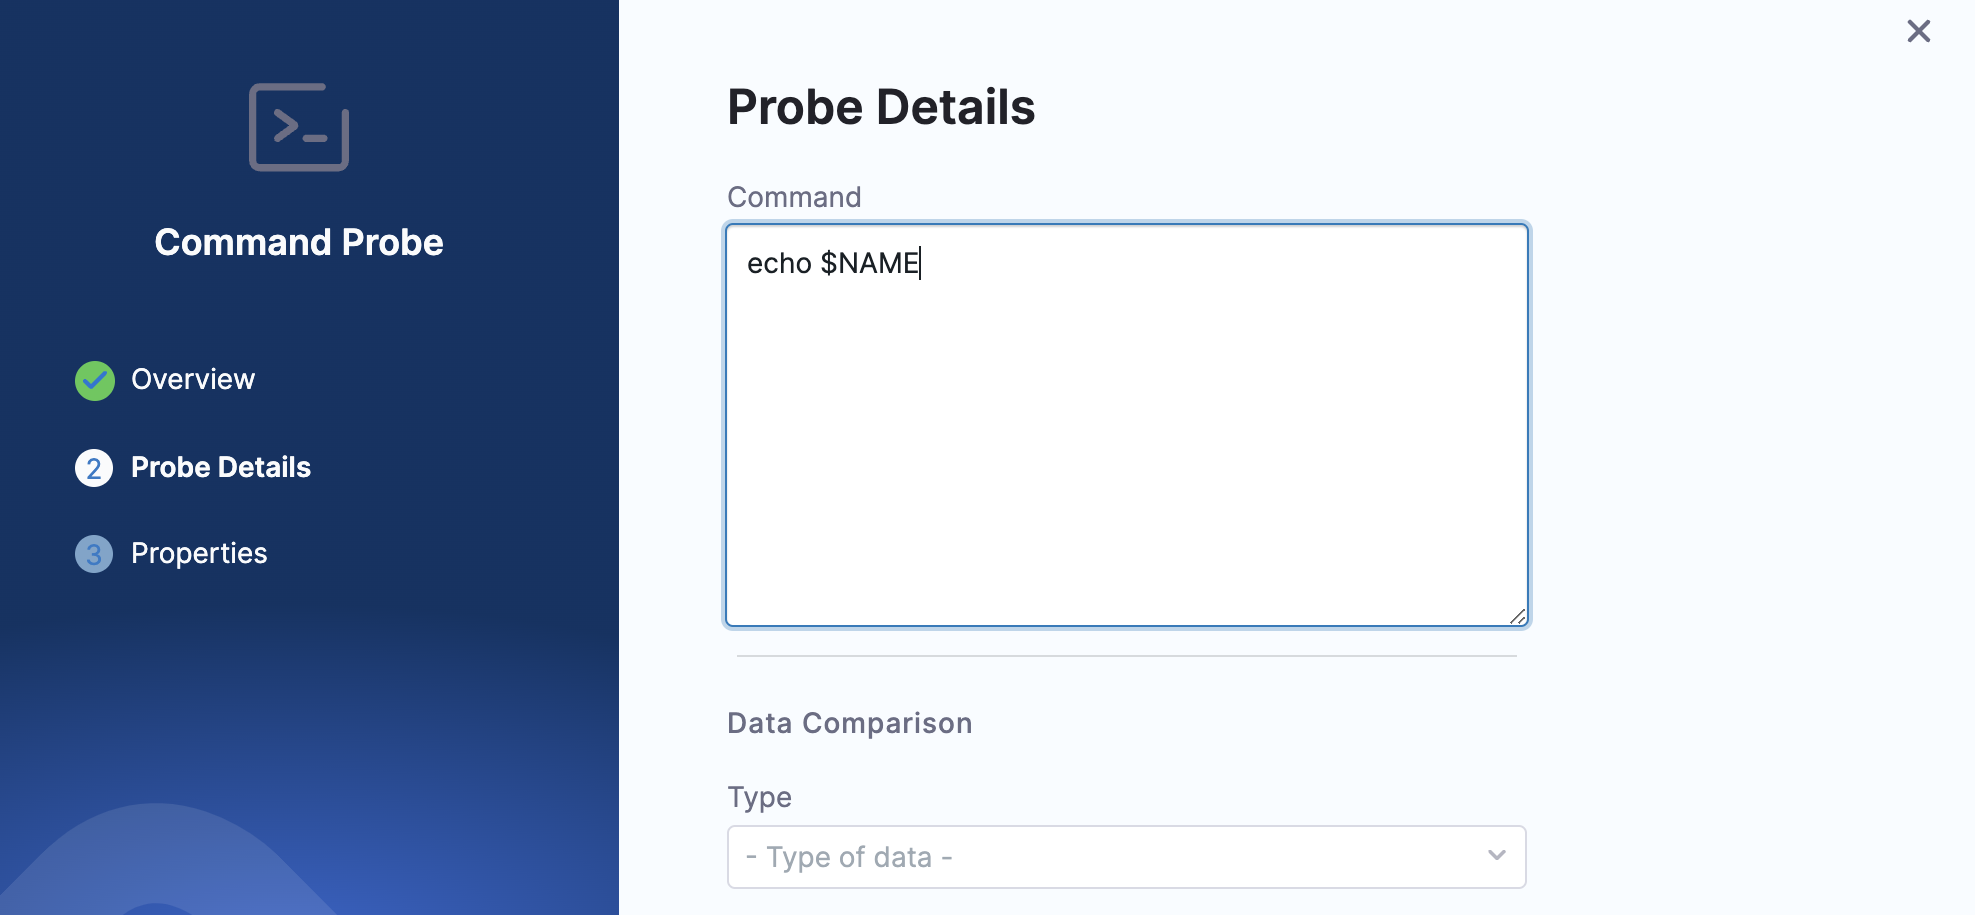 Command Probe
Overview
2 Probe Details
3 Properties
Probe Details
Command
echo $NAME
Data Comparison
Type
- Type of data -